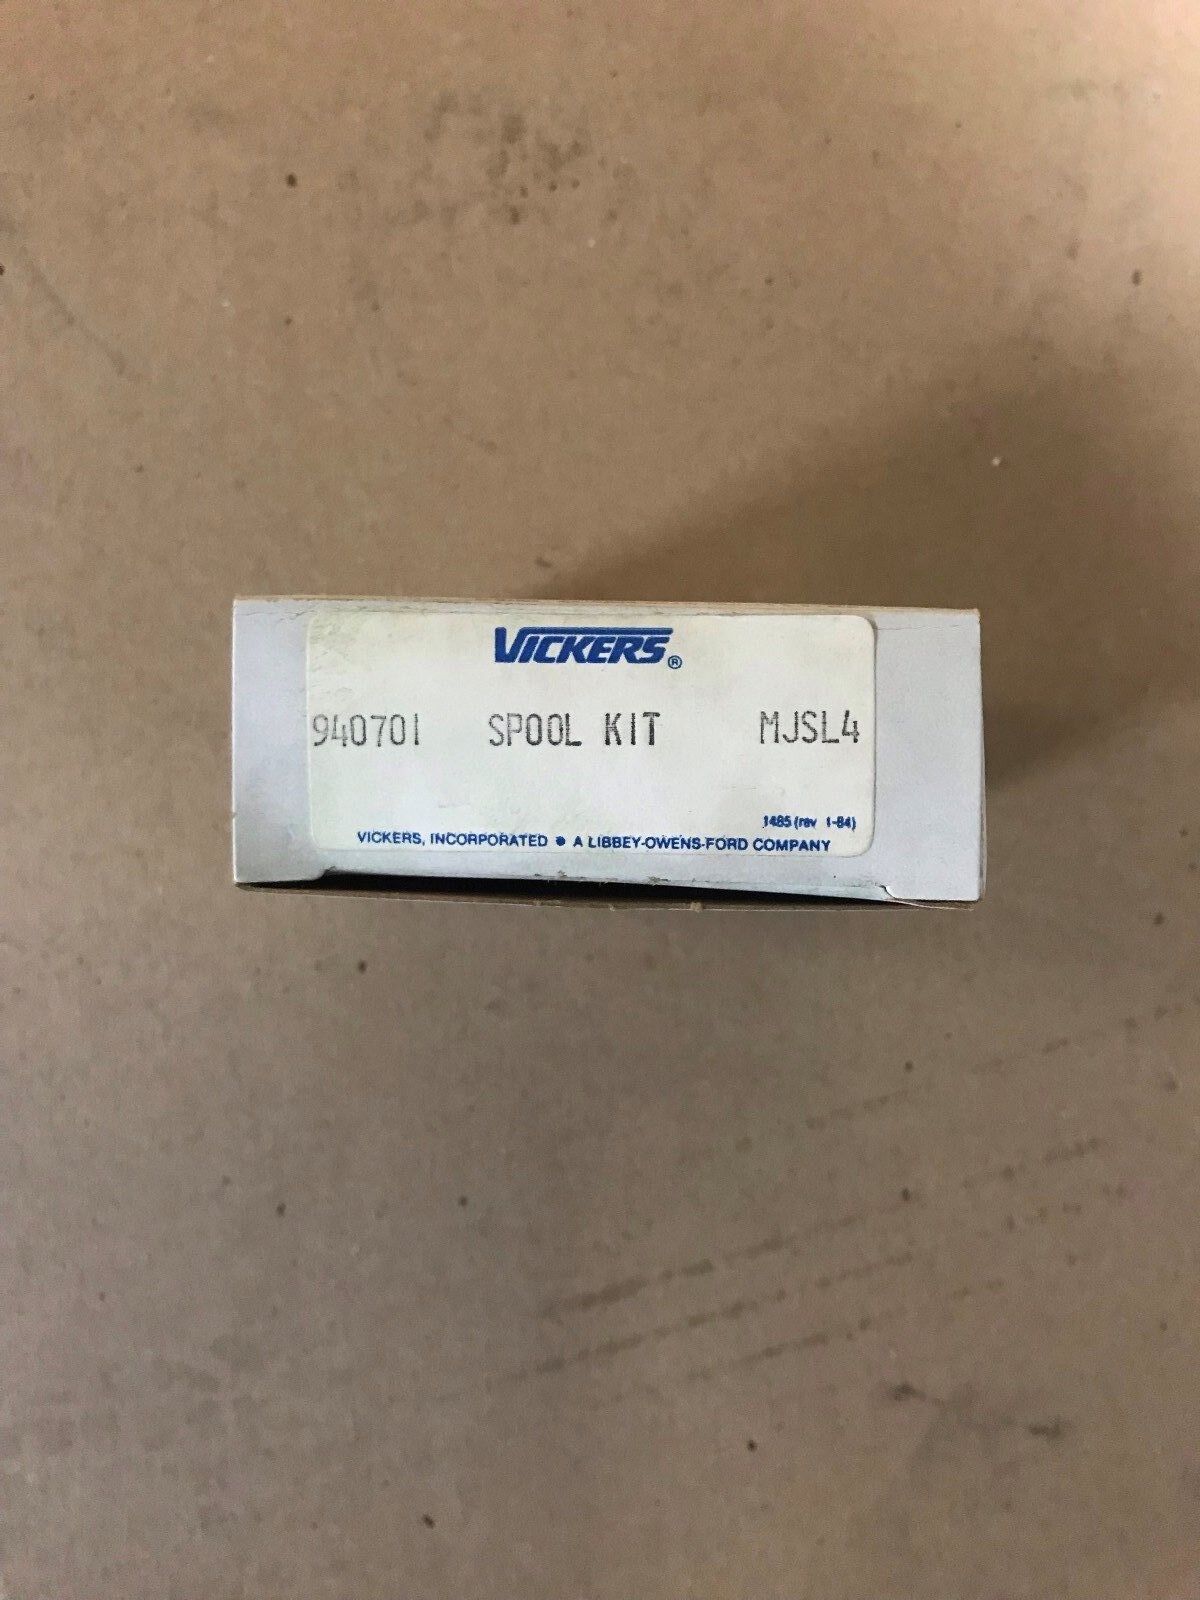 VICKERS®
940701 SPOOL KIT MJSL4
1485 (rev 1-84)
VICKERS, INCORPORATED ● A LIBBEY-OWENS-FORD COMPANY